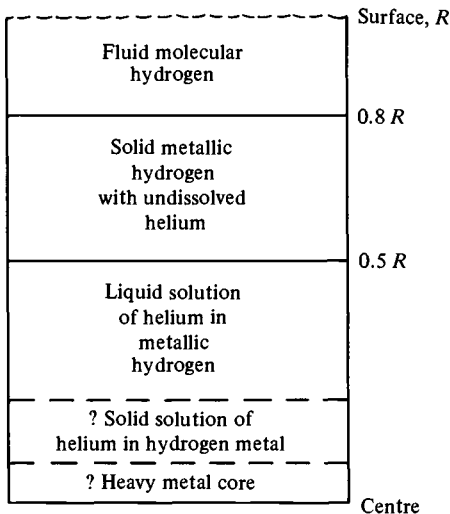 Surface, R
Fluid molecular
hydrogen
0.8 R
Solid metallic
hydrogen
with undissolved
helium
0.5 R
Liquid solution
of helium in
metallic
hydrogen
? Solid solution of
helium in hydrogen metal
? Heavy metal core
Centre